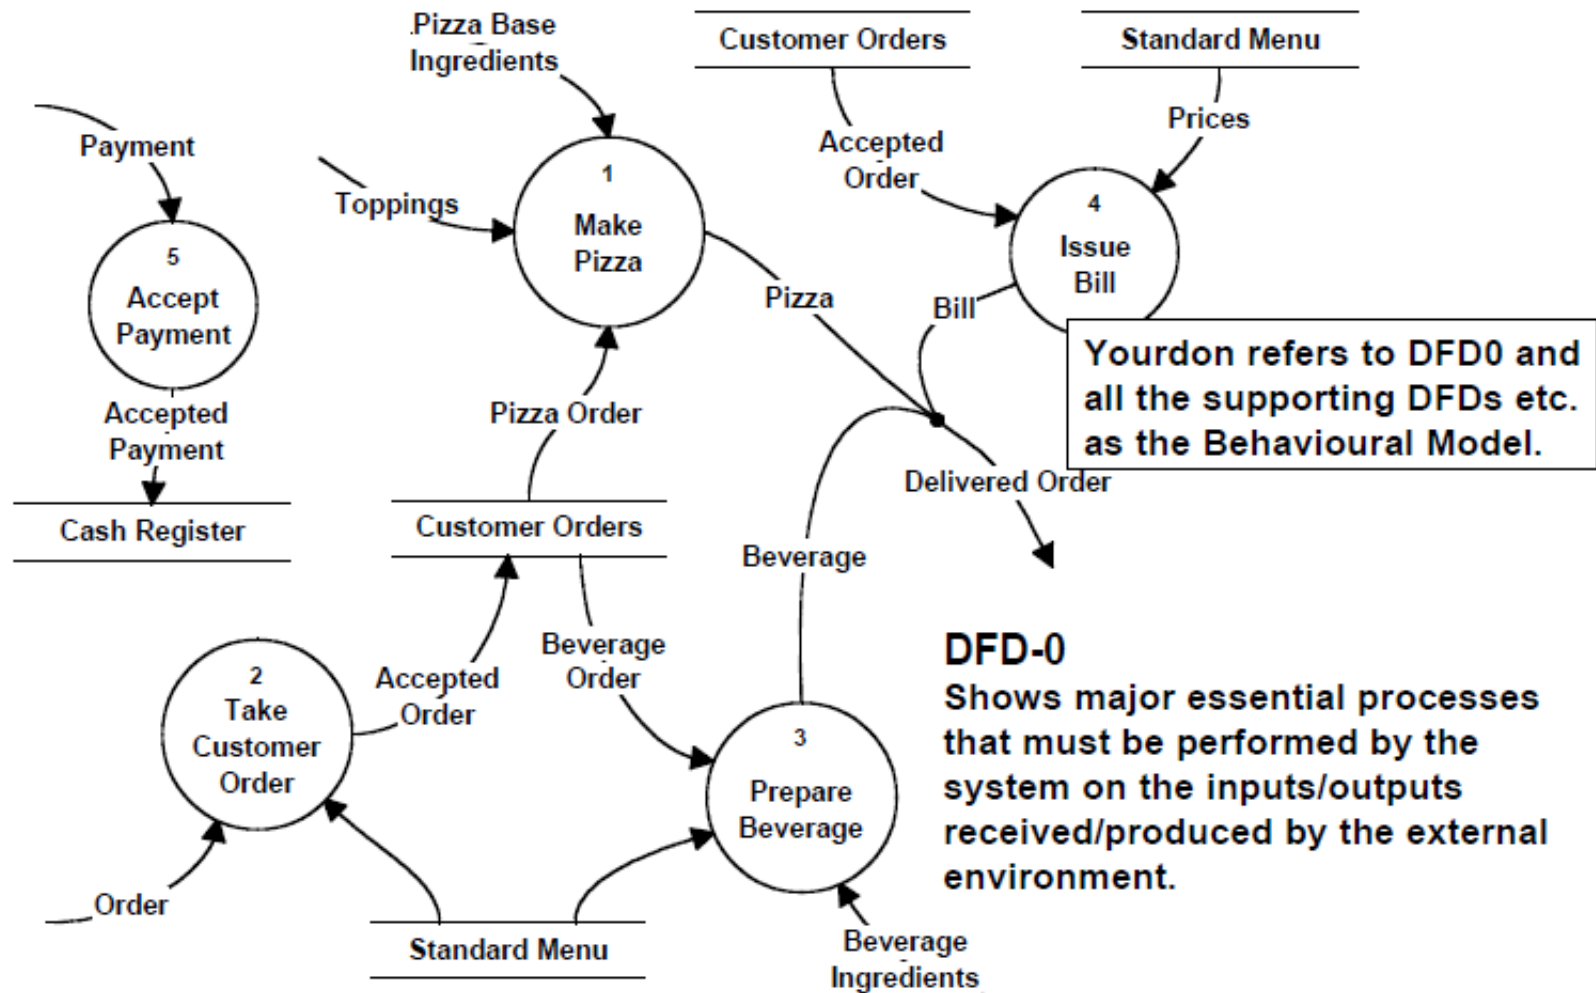 Pizza Base
Ingredients
Customer Orders
Standard Menu
Payment
Toppings
Accepted
Order
Prices
1
Make
Pizza
4
Issue
Bill
5
Accept
Payment
Pizza
Bill
Yourdon refers to DFD0 and
all the supporting DFDs etc.
as the Behavioural Model.
Accepted
Payment
Pizza Order
Delivered Order
Cash Register
Customer Orders
Beverage
Beverage
Order
Accepted
Order
2
Take
Customer
Order
3
Prepare
Beverage
DFD-0
Shows major essential processes
that must be performed by the
system on the inputs/outputs
received/produced by the external
environment.
Order
Standard Menu
Beverage
Ingredients